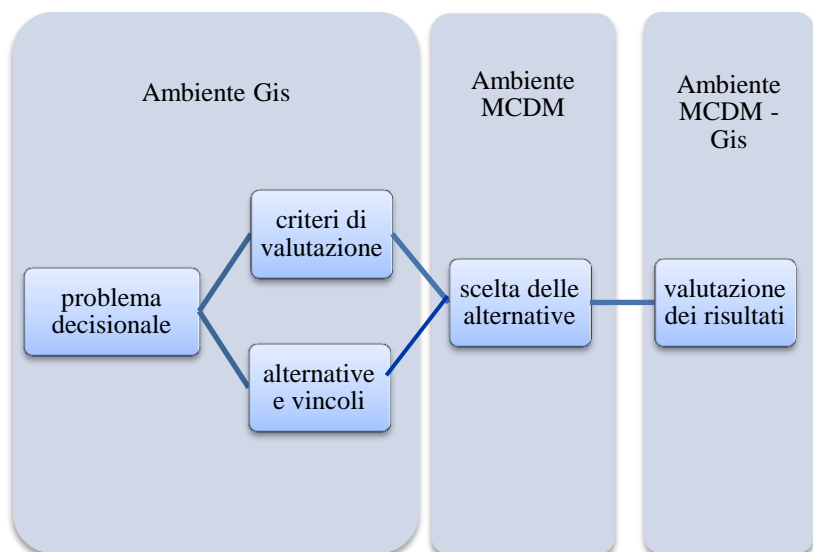 Ambiente Gis
Ambiente
MCDM
Ambiente
MCDM -
Gis
criteri di
valutazione
problema
decisionale
alternative
e vincoli
scelta delle
alternative
valutazione
dei risultati